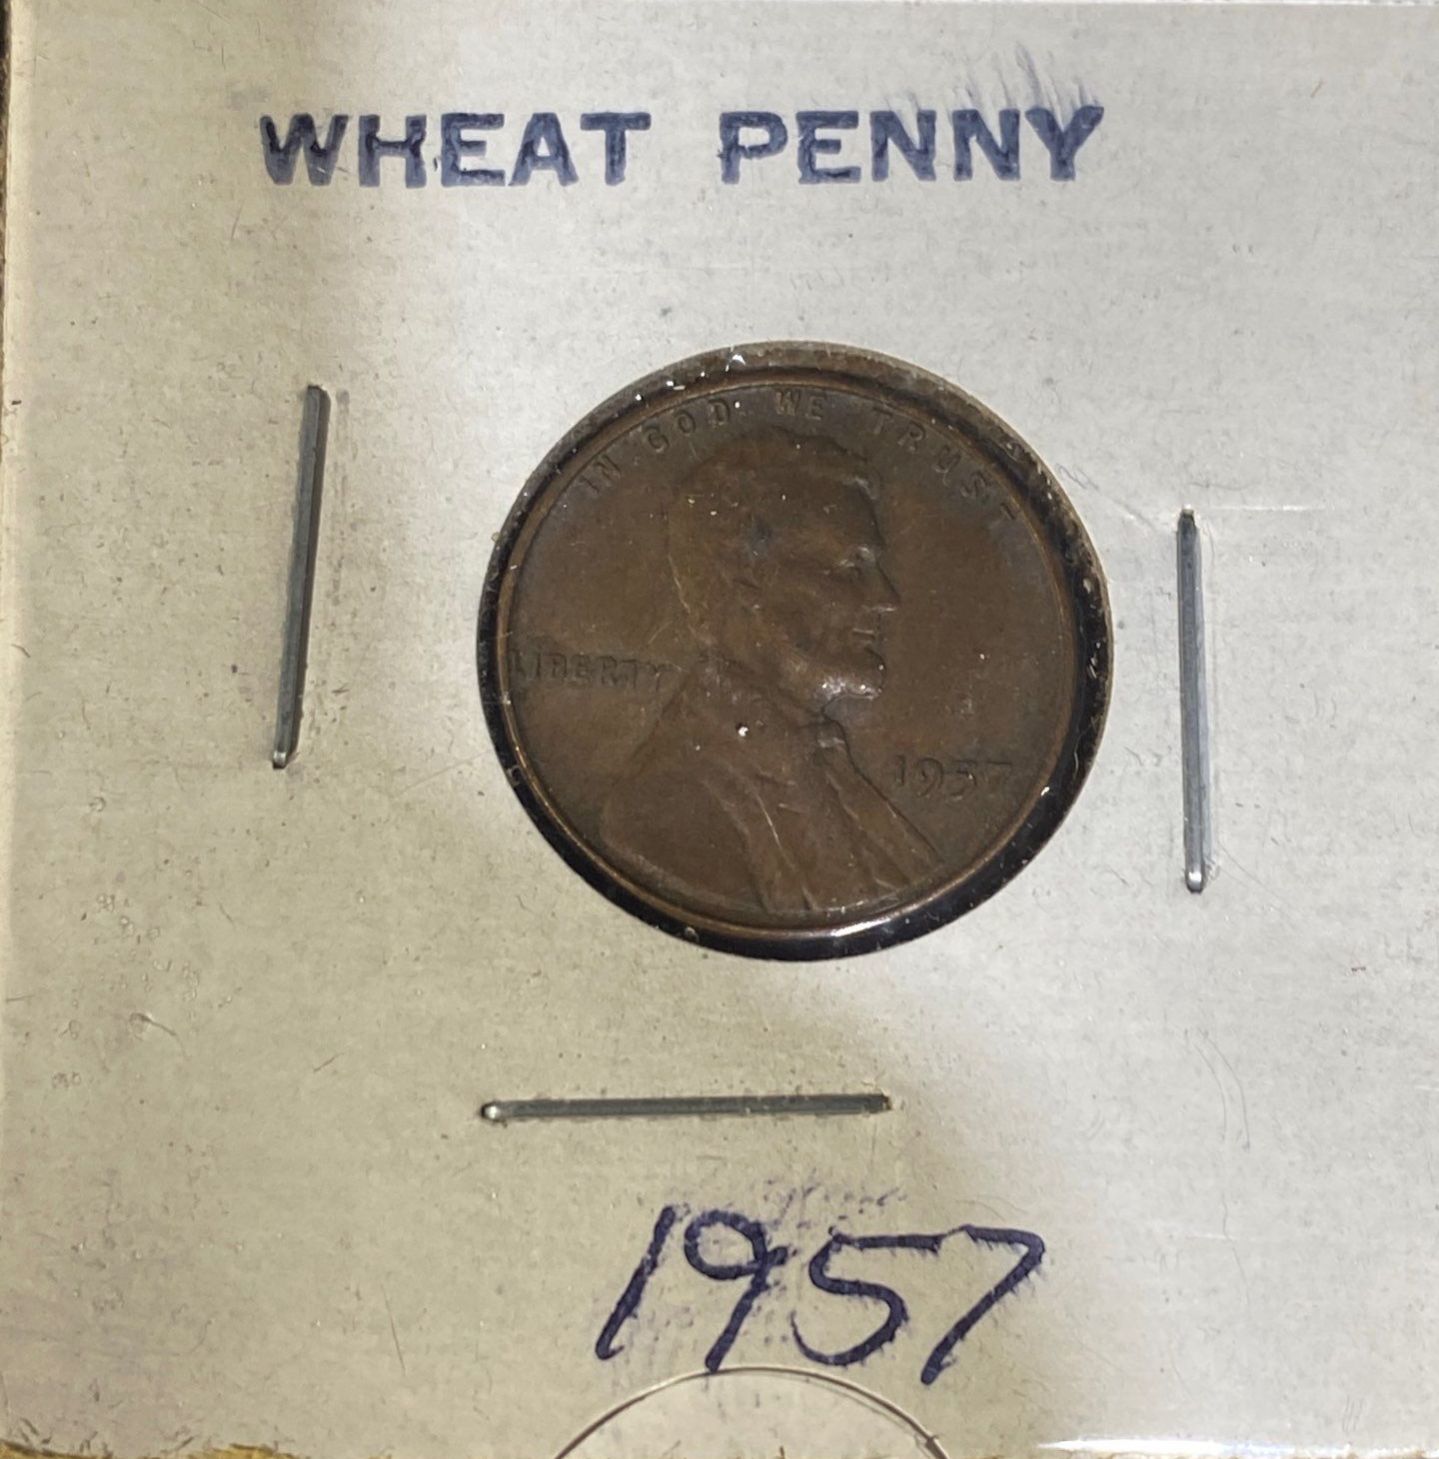 WHEAT PENNY
IN GOD WE TRUST
LIBERTY
1957
1957